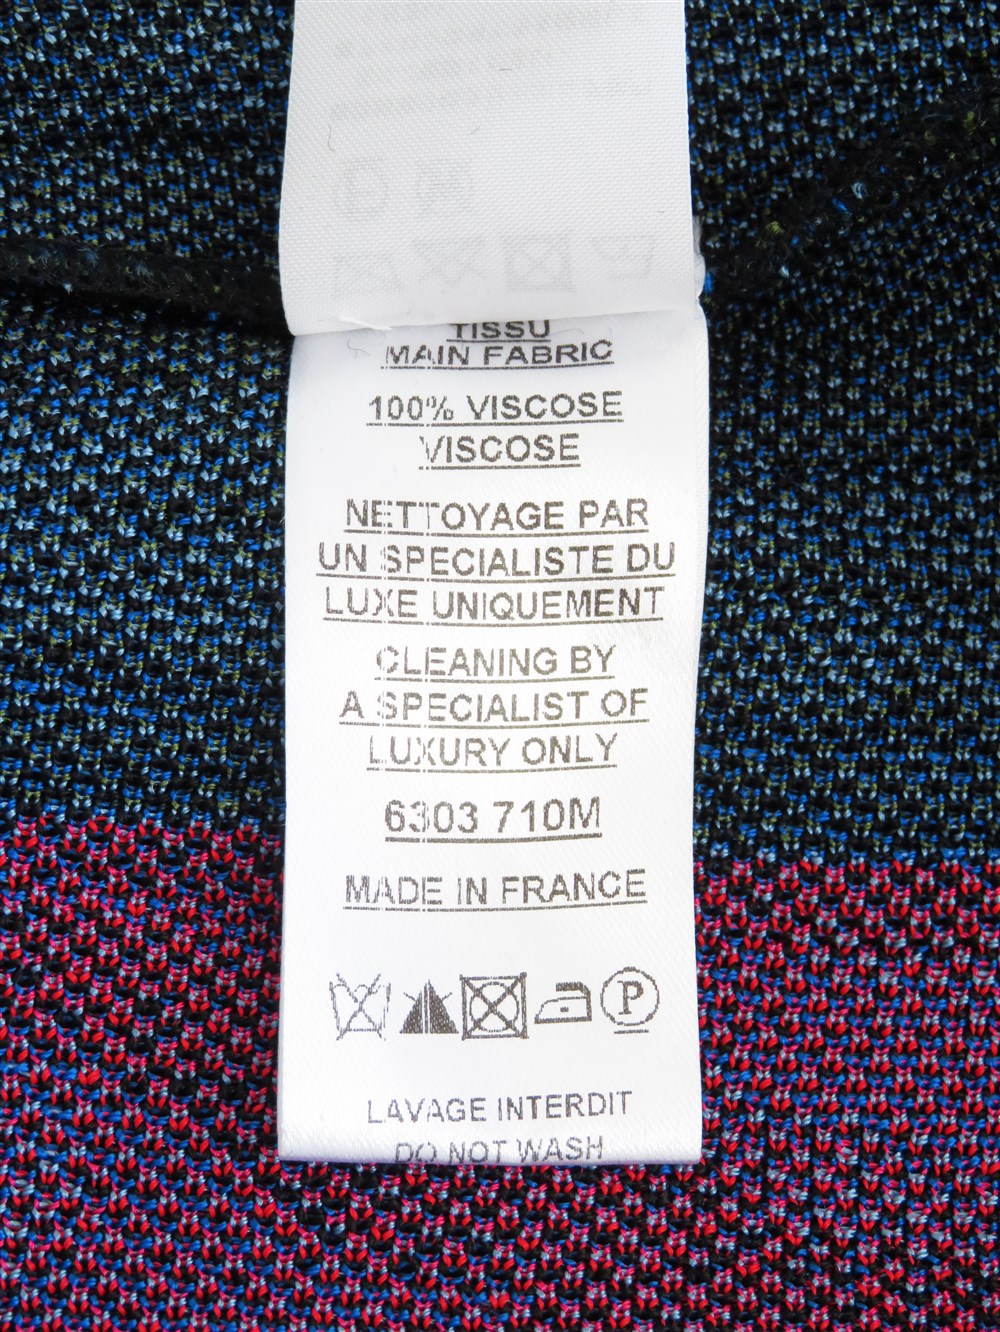 TISSU
MAIN FABRIC
100% VISCOSE
VISCOSE
NETTOYAGE PAR
UN SPECIALISTE DU
LUXE UNIQUEMENT
CLEANING BY
A SPECIALIST OF
LUXURY ONLY
6303 710M
MADE IN FRANCE
P
LAVAGE INTERDIT
DO NOT WASH